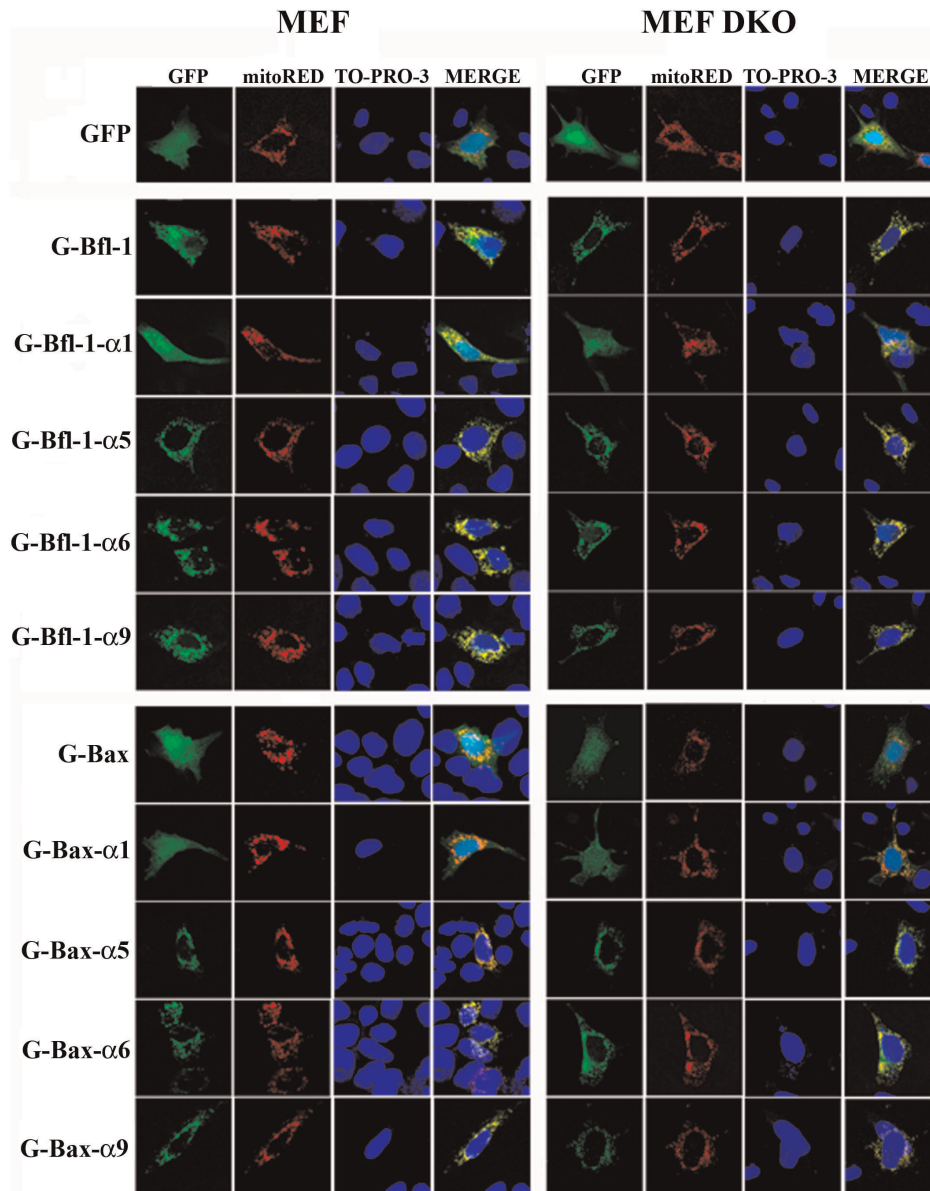 MEF MEF DKO
GFP mitoRED TO-PRO-3 MERGE GFP mitoRED TO-PRO-3 MERGE
GFP
G-Bfl-1
G-Bfl-1-α1
G-Bfl-1-α5
G-Bfl-1-α6
G-Bfl-1-α9
G-Bax
G-Bax-α1
G-Bax-α5
G-Bax-α6
G-Bax-α9